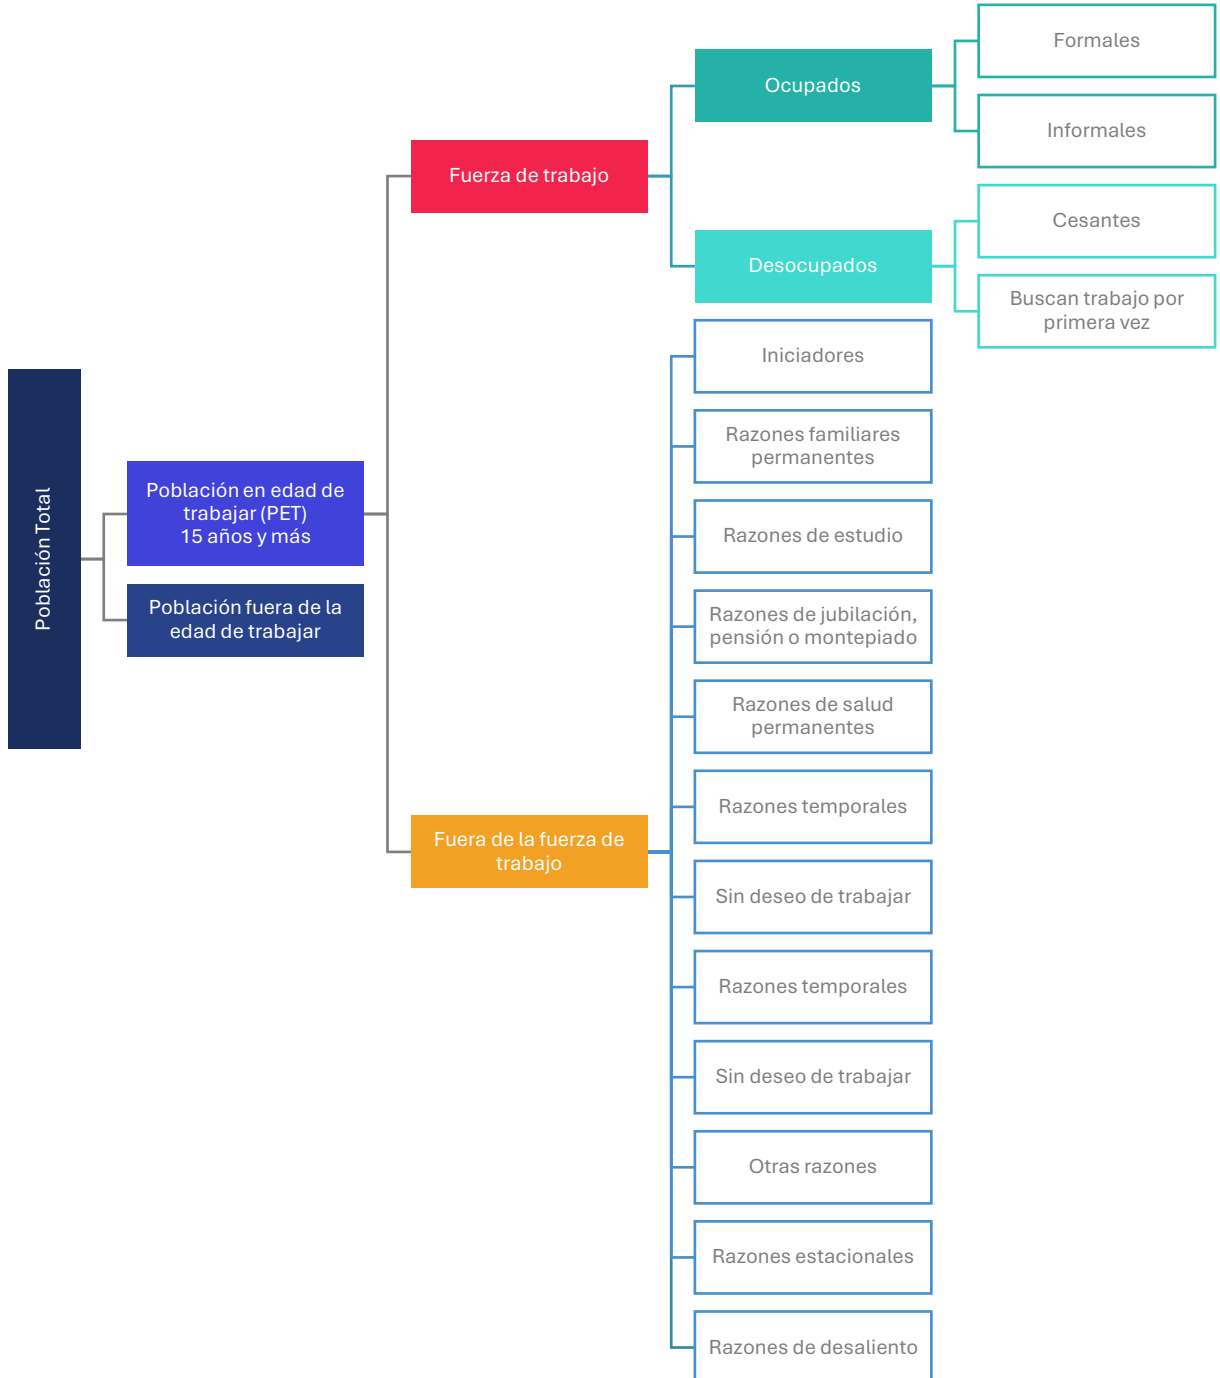 Población Total
Población en edad de
trabajar (PET)
15 años y más
Población fuera de la
edad de trabajar
Fuerza de trabajo
Fuera de la fuerza de
trabajo
Ocupados
Desocupados
Formales
Informales
Cesantes
Buscan trabajo por
primera vez
Iniciadores
Razones familiares
permanentes
Razones de estudio
Razones de jubilación,
pensión o montepiado
Razones de salud
permanentes
Razones temporales
Sin deseo de trabajar
Razones temporales
Sin deseo de trabajar
Otras razones
Razones estacionales
Razones de desaliento